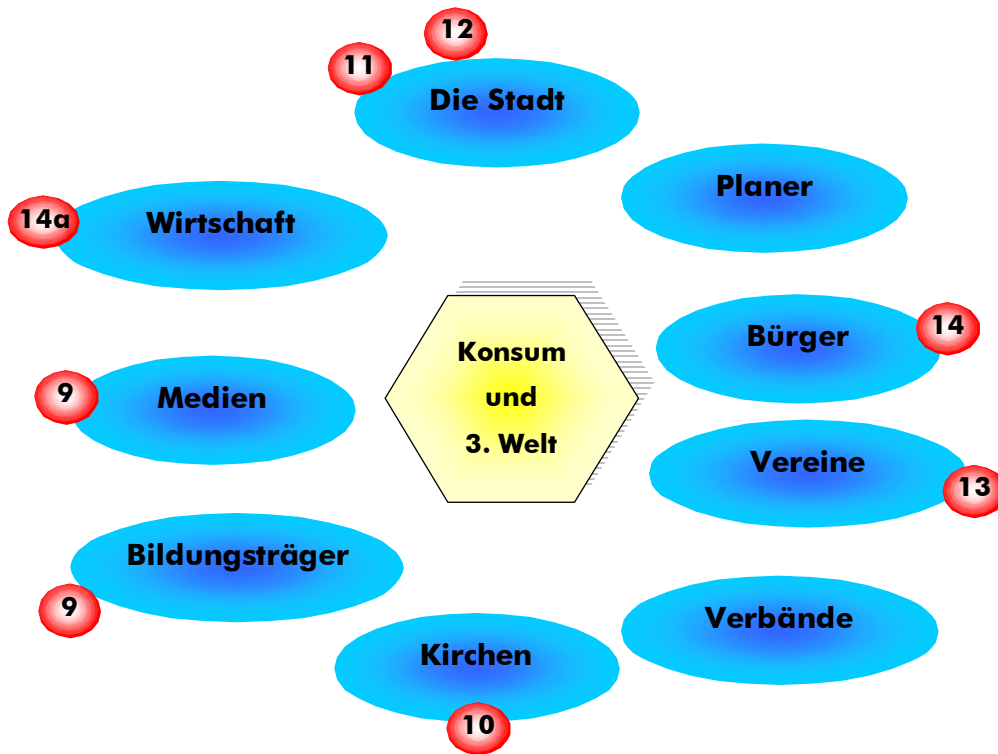 12
11
Die Stadt
Planer
14a
Wirtschaft
14
Bürger
Konsum
und
3. Welt
9
Medien
Vereine
13
Bildungsträger
9
Verbände
Kirchen
10